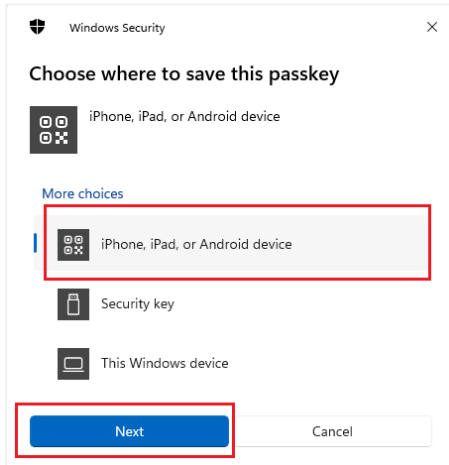 Windows Security
Choose where to save this passkey
iPhone, iPad, or Android device
More choices
iPhone, iPad, or Android device
Security key
This Windows device
Next
Cancel